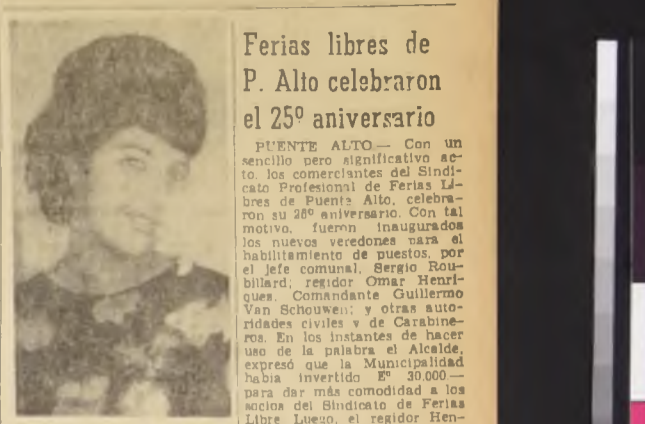 Ferias libres de
P. Alto celebraron
el 25º aniversario
PUENTE ALTO.— Con un
sencillo pero significativo ac-
to, los comerciantes del Sindi-
cato Profesional de Ferias Li-
bres de Puente Alto, celebra-
ron su 26º aniversario. Con tal
motivo, fueron inaugurados
los nuevos veredones para el
habilitamiento de puestos, por
el jefe comunal, Sergio Rou-
billard; regidor Omar Henrí-
ques, Comandante Guillermo
Van Schouwen; y otras auto-
ridades civiles y de Carabine-
ros. En los instantes de hacer
uso de la palabra el Alcalde,
expresó que la Municipalidad
había invertido Eº 30.000.—
para dar más comodidad a los
socios del Sindicato de Ferias
Libre Luego, el regidor Hen-